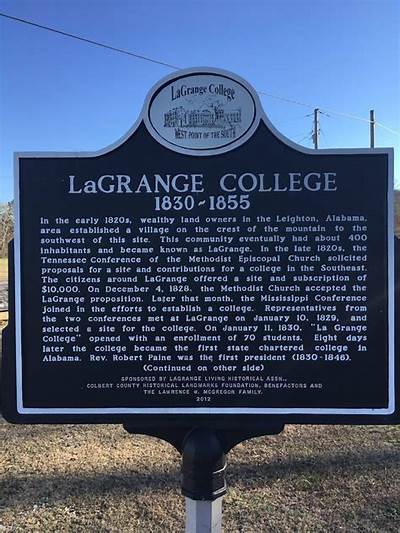 LaGrange College
WEST POINT OF THE SOUTH
LaGRANGE COLLEGE
1830~1855
In the early 1820s, wealthy land owners in the Leighton, Alabama,
area established a village on the crest of the mountain to the
southwest of this site. This community eventually had about 400
inhabitants and became known as LaGrange. In the late 1820s, the
Tennessee Conference of the Methodist Episcopal Church solicited
proposals for a site and contributions for a college in the Southeast.
The citizens around LaGrange offered a site and subscription of
$10,000. On December 4, 1828, the Methodist Church accepted the
LaGrange proposition. Later that month, the Mississippi Conference
joined in the efforts to establish a college. Representatives from
the two conferences met at LaGrange on January 10, 1829, and
selected a site for the college. On January 11, 1830, "La Grange
College" opened with an enrollment of 70 students. Eight days
later the college became the first state chartered college in
Alabama. Rev. Robert Paine was the first president (1830-1846).
(Continued on other side)
SPONSORED BY LAGRANGE LIVING HISTORICAL ASSN.,
COLBERT COUNTY HISTORICAL LANDMARKS FOUNDATION, BENEFACTORS AND
THE LAWRENCE W. MCGREGOR FAMILY.
2012